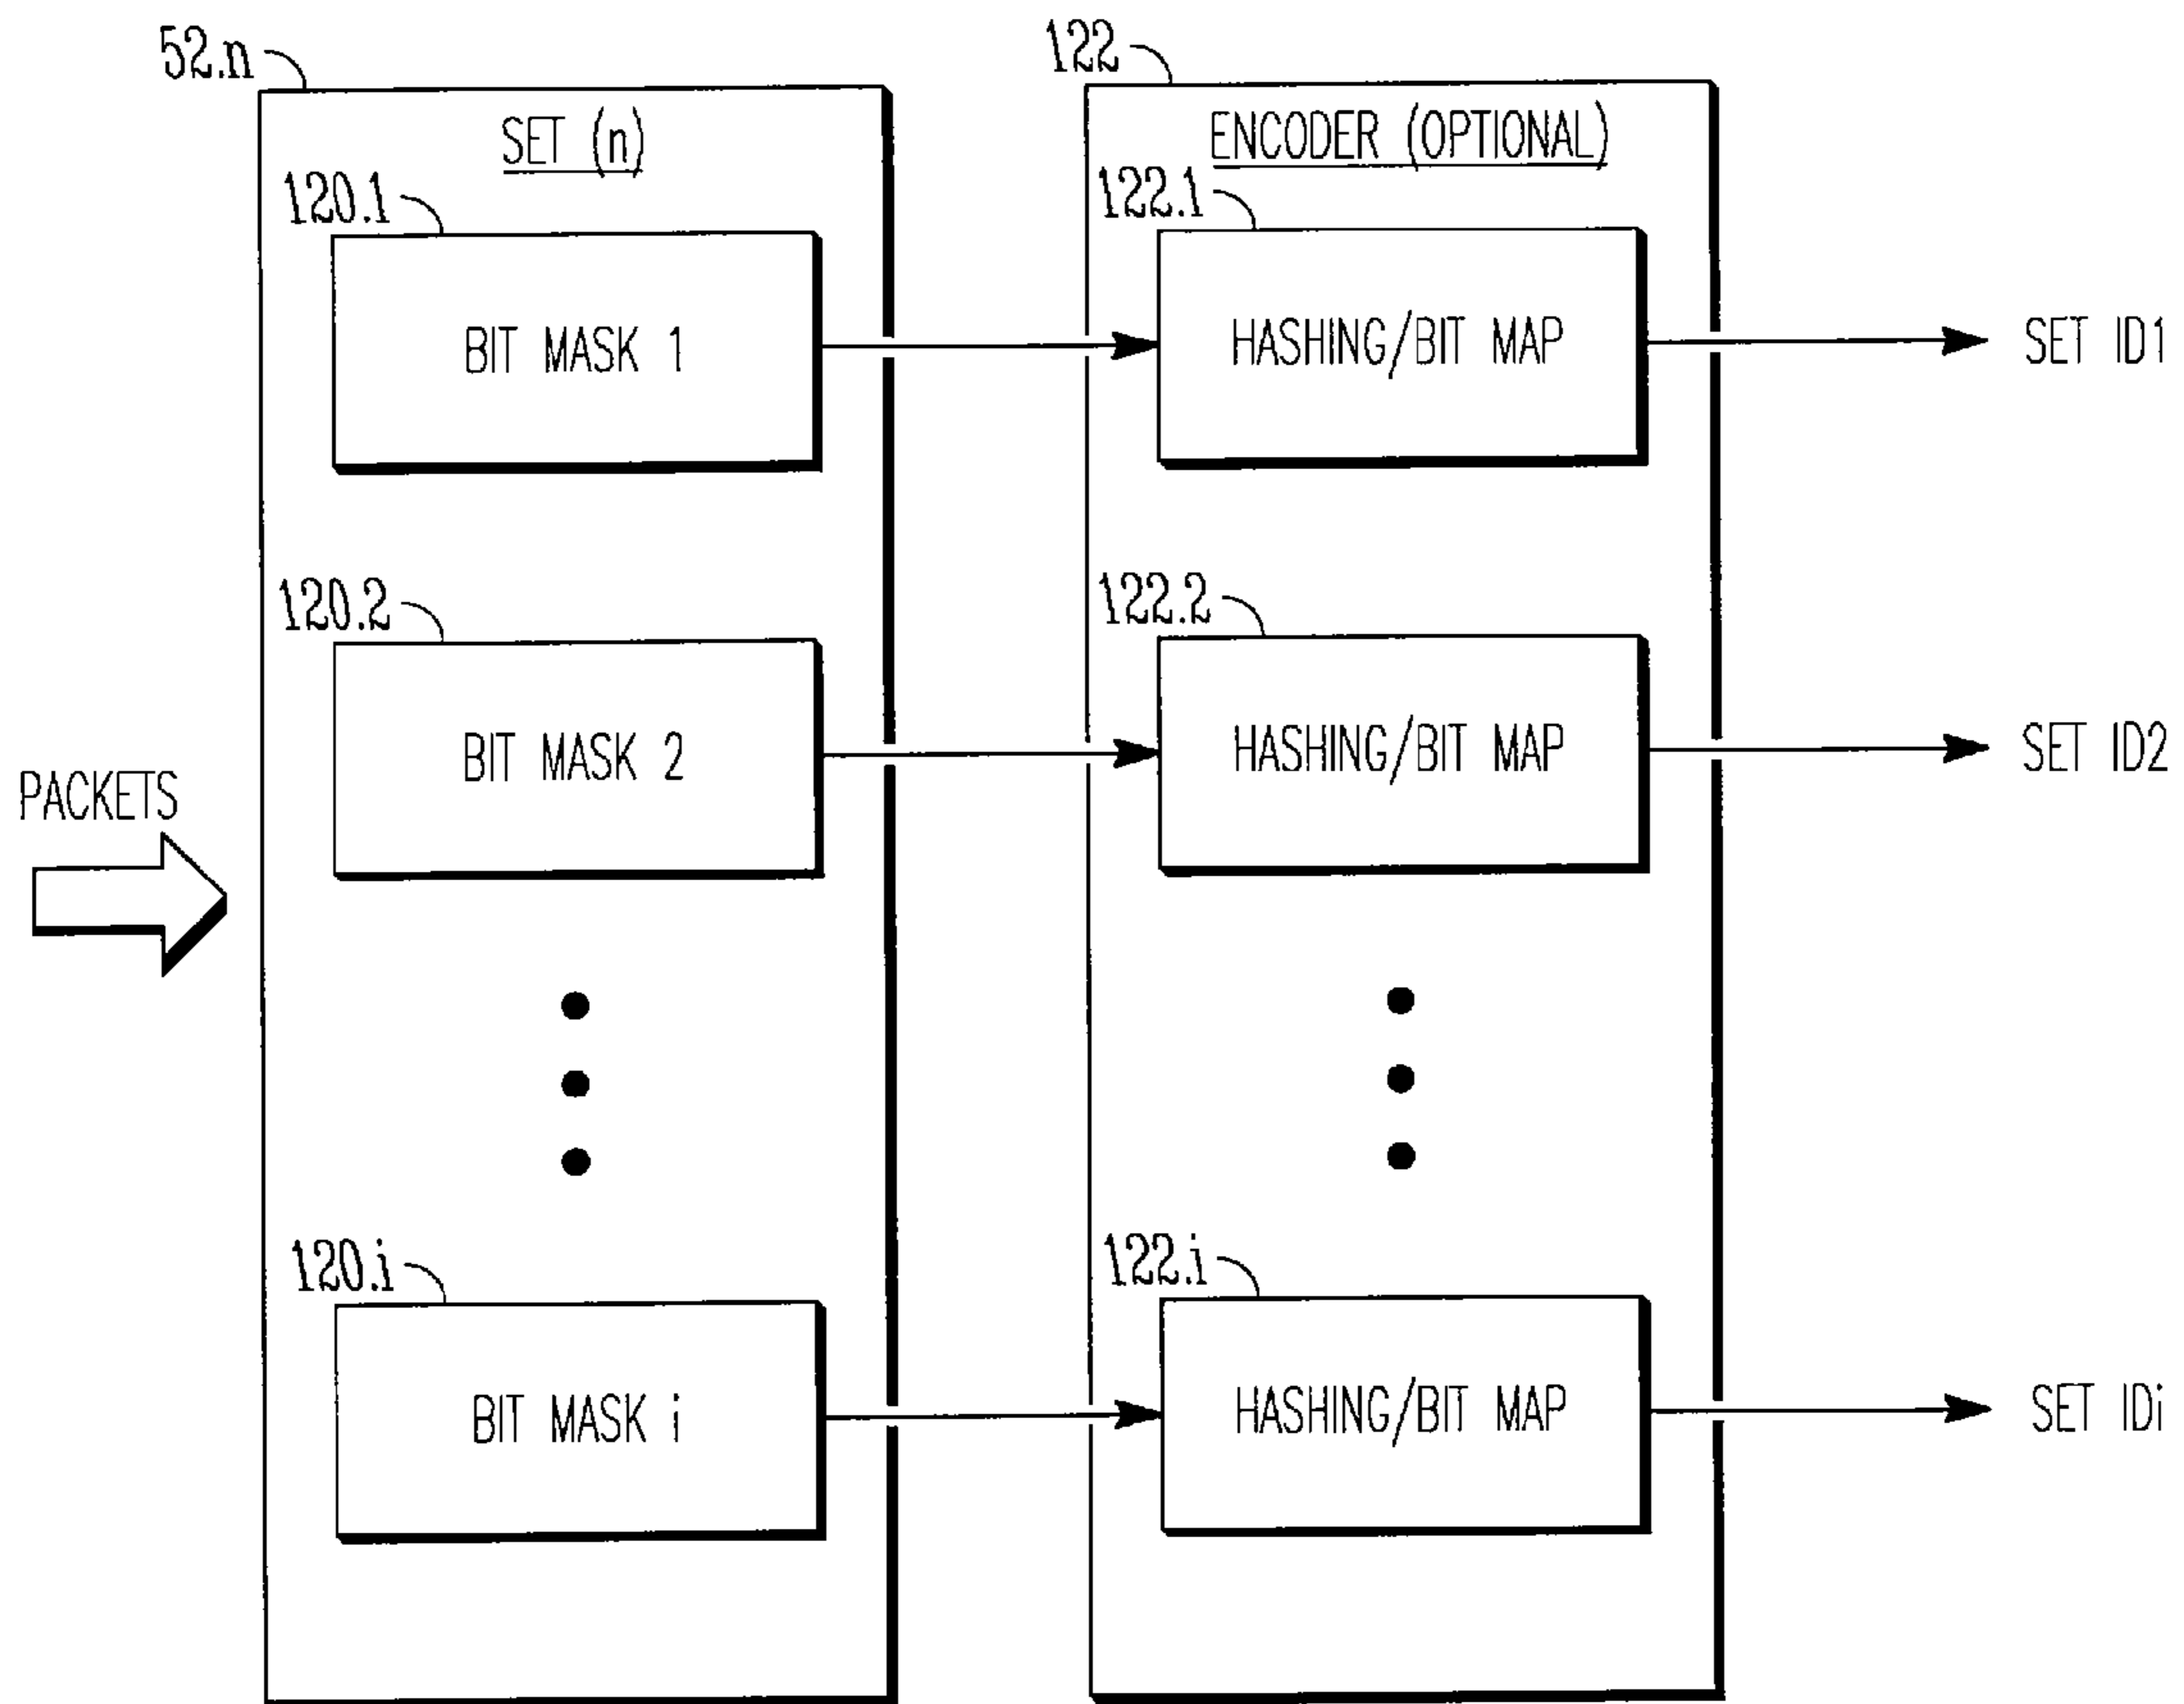 52.n
SET (n)
120.1
BIT MASK 1
120.2
BIT MASK 2
120.i
BIT MASK i
PACKETS
122
ENCODER (OPTIONAL)
122.1
HASHING/BIT MAP
122.2
HASHING/BIT MAP
122.i
HASHING/BIT MAP
SET ID1
SET ID2
SET IDi